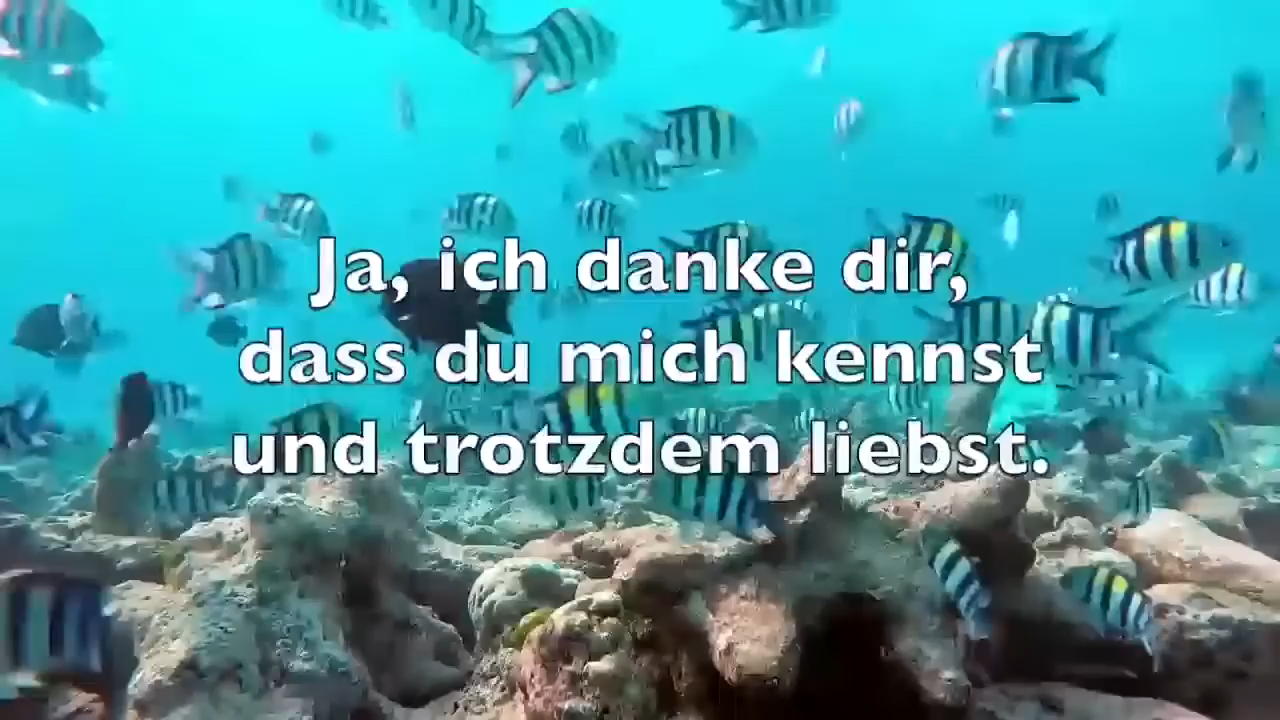 Ja, ich danke dir,
dass du mich kennst
und trotzdem liebst.